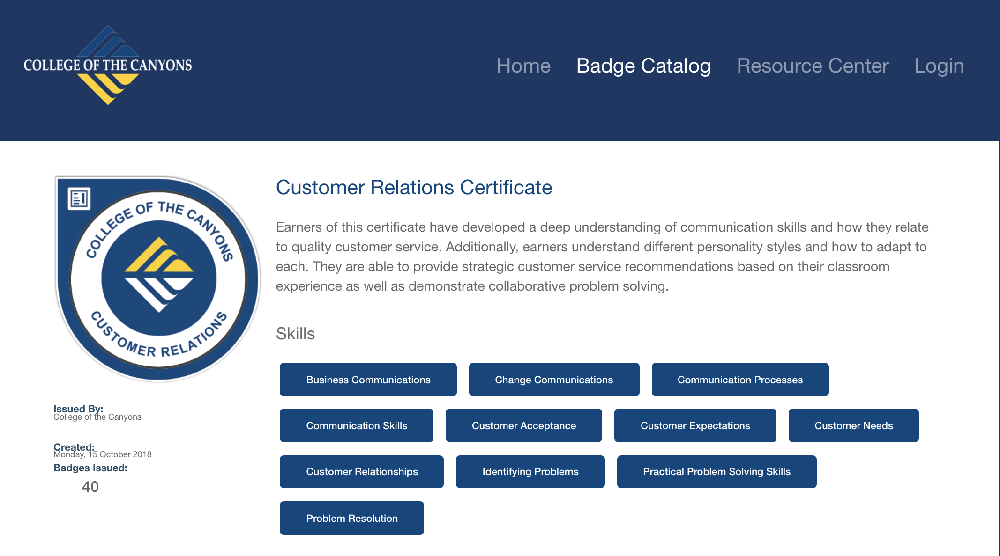 COLLEGE OF THE CANYONS
Home Badge Catalog Resource Center Login
COLLEGE OF THE CANYONS
CUSTOMER RELATIONS
Issued By:
College of the Canyons
Created:
Monday, 15 October 2018
Badges Issued:
40
Customer Relations Certificate
Earners of this certificate have developed a deep understanding of communication skills and how they relate
to quality customer service. Additionally, earners understand different personality styles and how to adapt to
each. They are able to provide strategic customer service recommendations based on their classroom
experience as well as demonstrate collaborative problem solving.
Skills
Business Communications Change Communications Communication Processes
Communication Skills Customer Acceptance Customer Expectations Customer Needs
Customer Relationships Identifying Problems Practical Problem Solving Skills
Problem Resolution